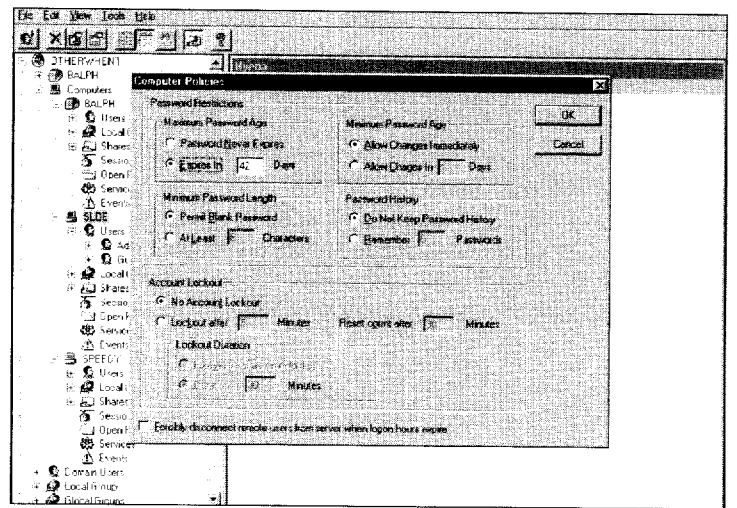 File Edit View Tools Help
OTHERWHEN1
BALPH
Computers
BALPH
Users
Local
Shares
Sessio
Open F
Service
Events
SLDE
Users
Ad
Gu
Local
Shares
Sessio
Open F
Service
Events
SPEEDY
Users
Local
Shares
Sessio
Open F
Services
Events
Domain Users
Local Group
Global Groups
Computer Policies
Password Restrictions
Maximum Password Age
Password Never Expires
Expires In 42 Days
Minimum Password Age
Allow Changes Immediately
Allow Chages In Days
Minimum Password Length
Permit Blank Password
At Least Characters
Password History
Do Not Keep Password History
Remember Passwords
Account Lockout
No Account Lockout
Lockout after Minutes Reset count after 30 Minutes
Lockout Duration
30 Minutes
Forcibly disconnect remote users from server when logon hours expire
OK
Cancel